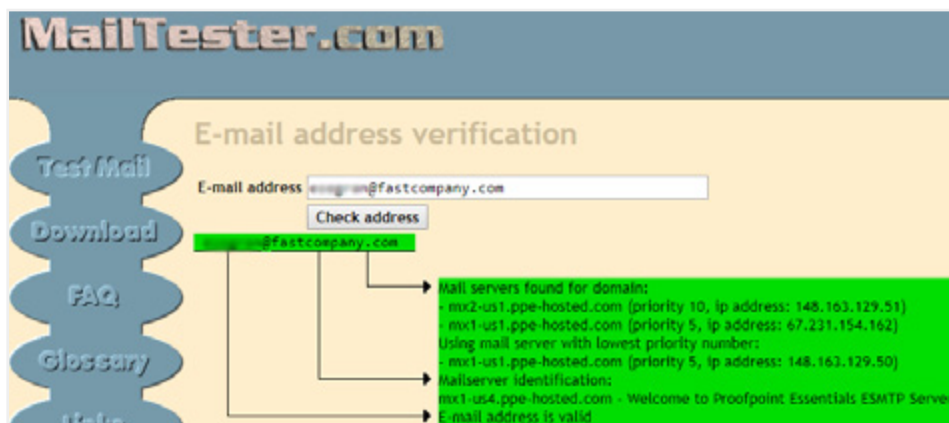 MailTester.com
E-mail address verification
Test Mail
E-mail address @fastcompany.com
Check address
Download
@fastcompany.com
Mail servers found for domain:
FAQ
- mx2-us1.ppe-hosted.com (priority 10, ip address: 148.163.129.51)
- mx1-us1.ppe-hosted.com (priority 5, ip address: 67.231.154.162)
Using mail server with lowest priority number:
Glossary
- mx1-us1.ppe-hosted.com (priority 5, ip address: 148.163.129.50)
Mailserver identification:
mx1-us4.ppe-hosted.com - Welcome to Proofpoint Essentials ESMTP Serve
Links
E-mail address is valid